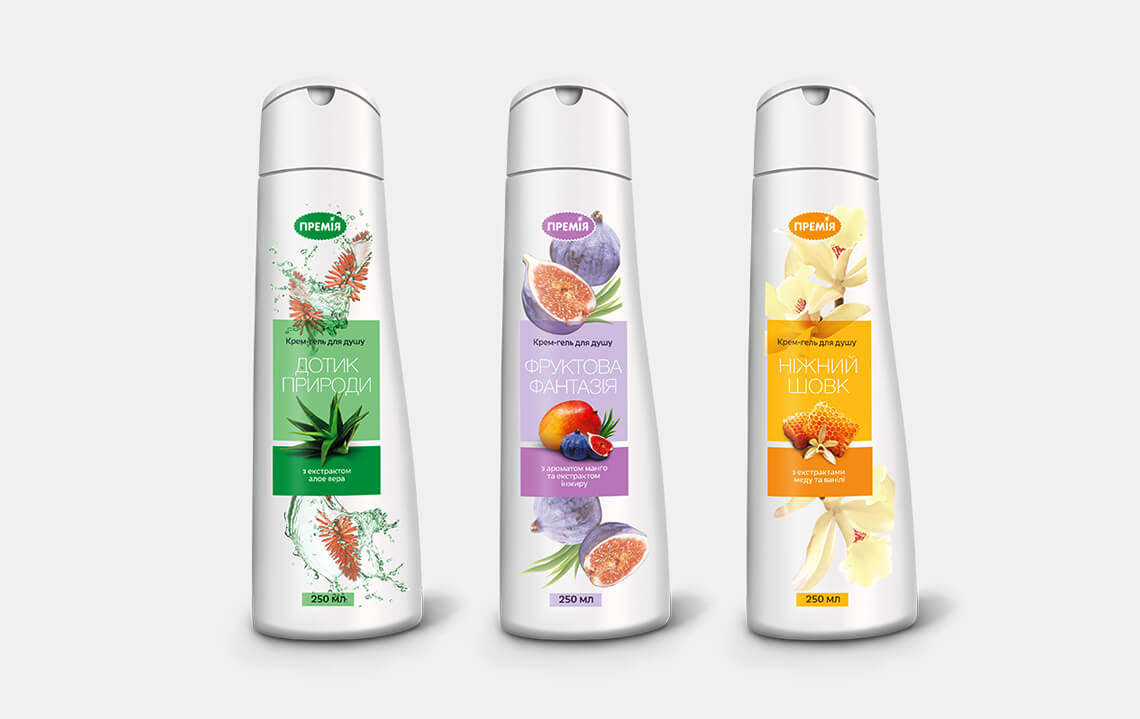 ПРЕМІЯ
Крем-гель для душу
ДОТИК
ПРИРОДИ
з екстрактом
алое вера
250 МЛ
ПРЕМІЯ
Крем-гель для душу
ФРУКТОВА
ФАНТАЗІЯ
з ароматом манго
та екстрактом
інжиру
250 МЛ
ПРЕМІЯ
Крем-гель для душу
НІЖНИЙ
ШОВК
з екстрактами
меду та ванілі
250 МЛ